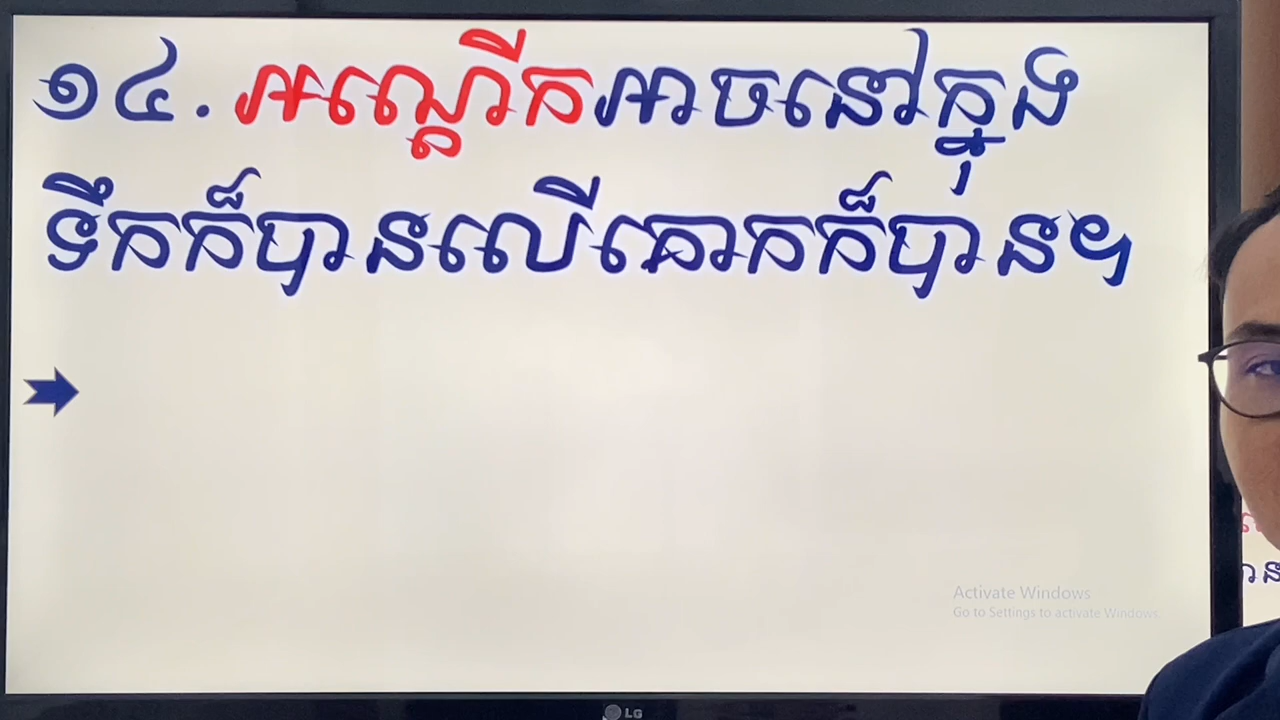 ១៤.អណ្ដើកអាចនៅក្នុង
ទឹកក៏បានលើគោកក៏បាន។
Activate Windows
Go to Settings to activate Windows.
LG